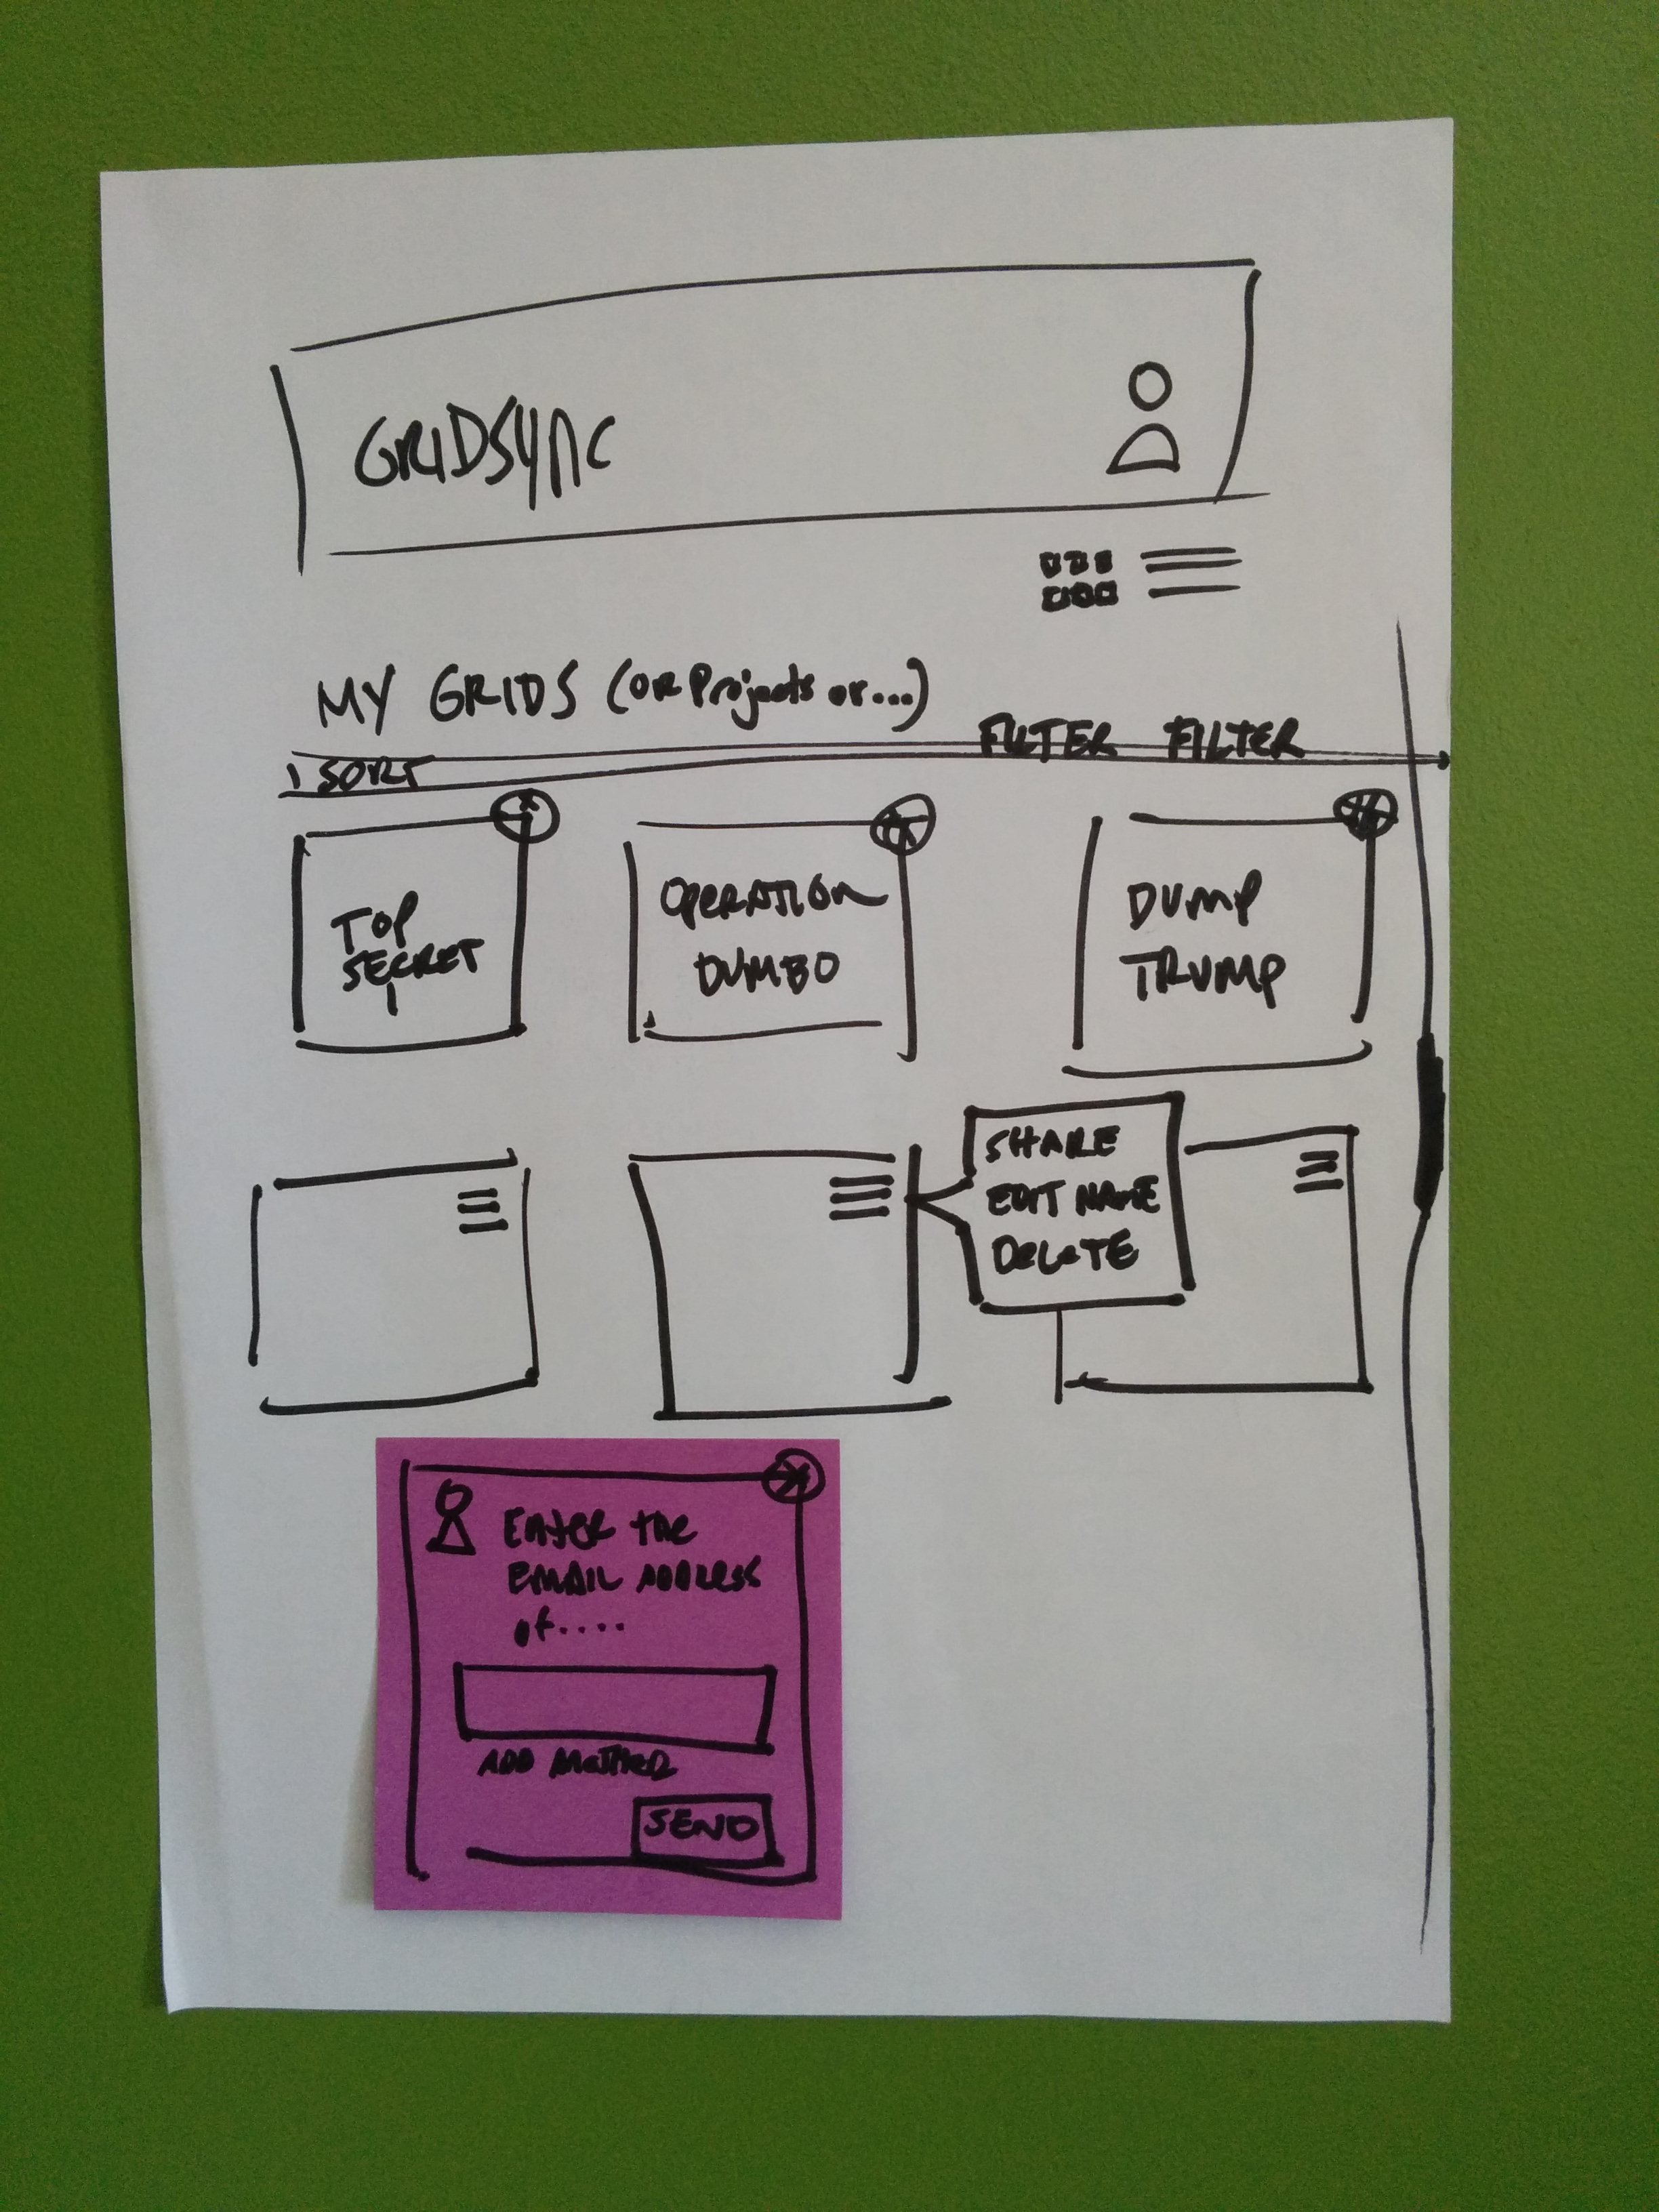 GRIDSYNC
MY GRIDS (OR Projects or...)
FILTER FILTER
SORT
TOP
SECRET
OPERATION
DUMBO
DUMP
TRUMP
SHARE
EDIT NAME
DELETE
ENTER THE
EMAIL ADDRESS
of....
ADD ANOTHER
SEND